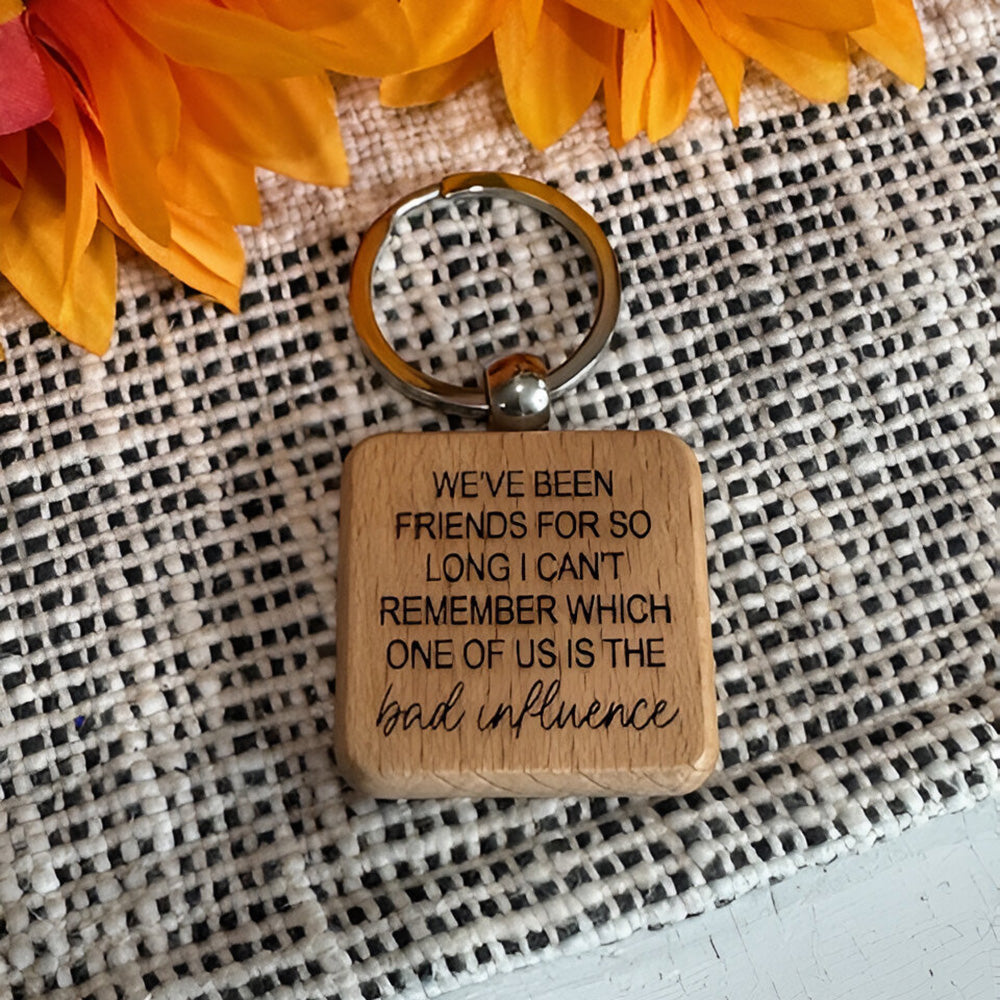 WE'VE BEEN
FRIENDS FOR SO
LONG I CAN'T
REMEMBER WHICH
ONE OF US IS THE
bad influence